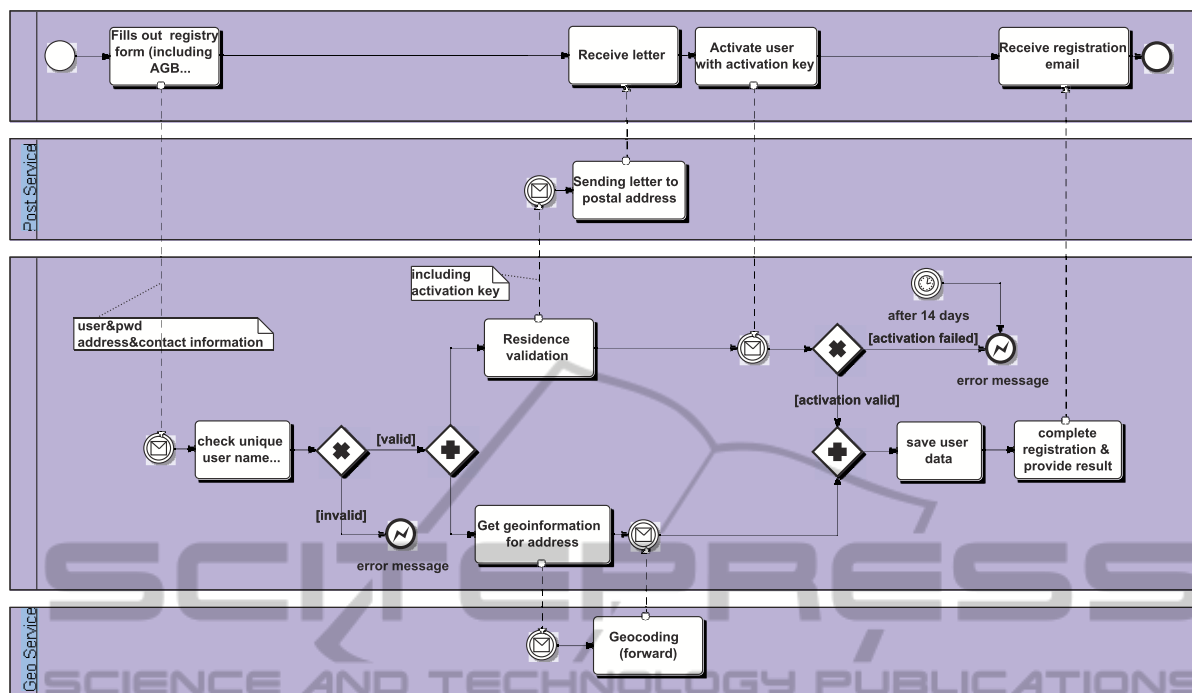 Fills out registry
form (including
AGB...
Receive letter
Activate user
with activation key
Receive registration
email
Post Service
Sending letter to
postal address
including
activation key
user&pwd
address&contact information
Residence
validation
after 14 days
[activation failed]
error message
[activation valid]
check unique
user name...
[valid]
[invalid]
error message
Get geoinformation
for address
save user
data
complete
registration &
provide result
Geo Service
Geocoding
(forward)
SCITEPRESS
SCIENCE AND TECHNOLOGY PUBLICATIONS